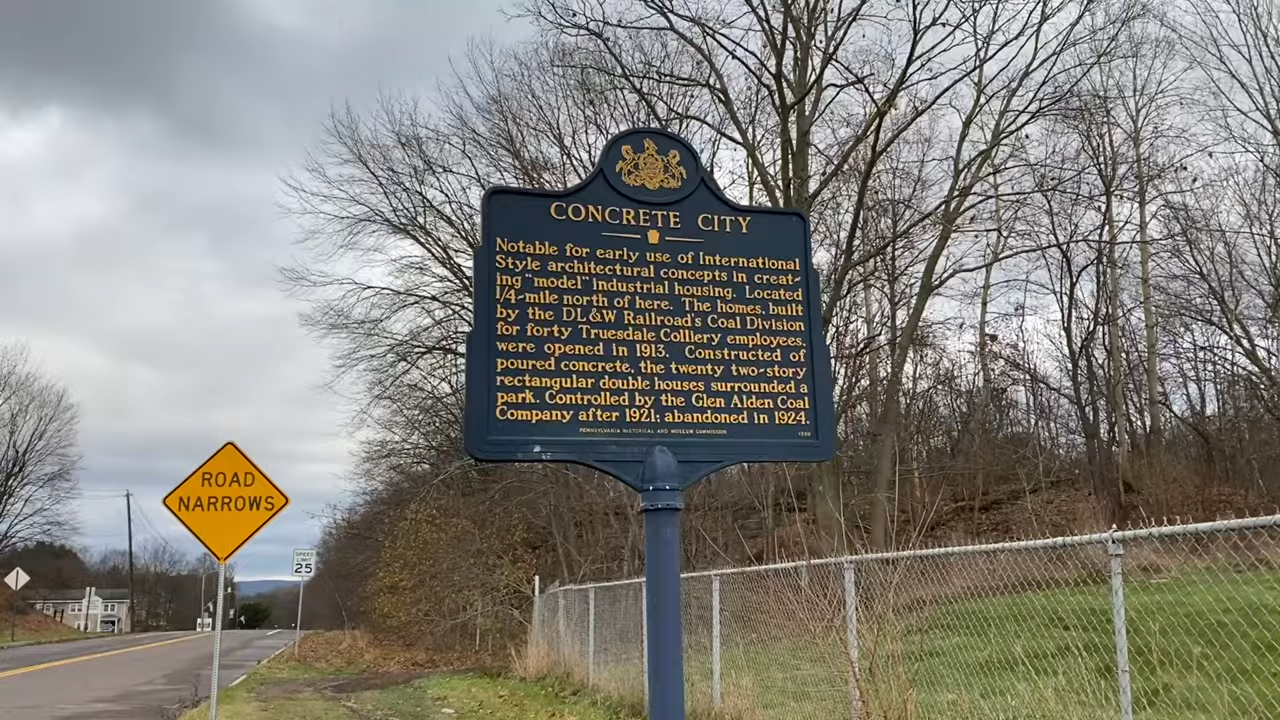 CONCRETE CITY
Notable for early use of International
Style architectural concepts in creat-
ing "model" industrial housing. Located
1/4-mile north of here. The homes, built
by the DL&W Railroad's Coal Division
for forty Truesdale Colliery employees,
were opened in 1913. Constructed of
poured concrete, the twenty two-story
rectangular double houses surrounded a
park. Controlled by the Glen Alden Coal
Company after 1921; abandoned in 1924.
PENNSYLVANIA HISTORICAL AND MUSEUM COMMISSION
ROAD
NARROWS
SPEED
LIMIT
25